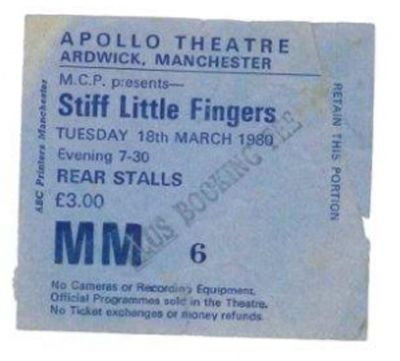 APOLLO THEATRE
ARDWICK, MANCHESTER
M.C.P. presents—
Stiff Little Fingers
TUESDAY 18th MARCH 1980
Evening 7-30
REAR STALLS
£3.00
MM 6
No Cameras or Recording Equipment.
Official Programmes sold in the Theatre.
No Ticket exchanges or money refunds.
ABC Printers Manchester
RETAIN THIS PORTION
BOOKING FEE